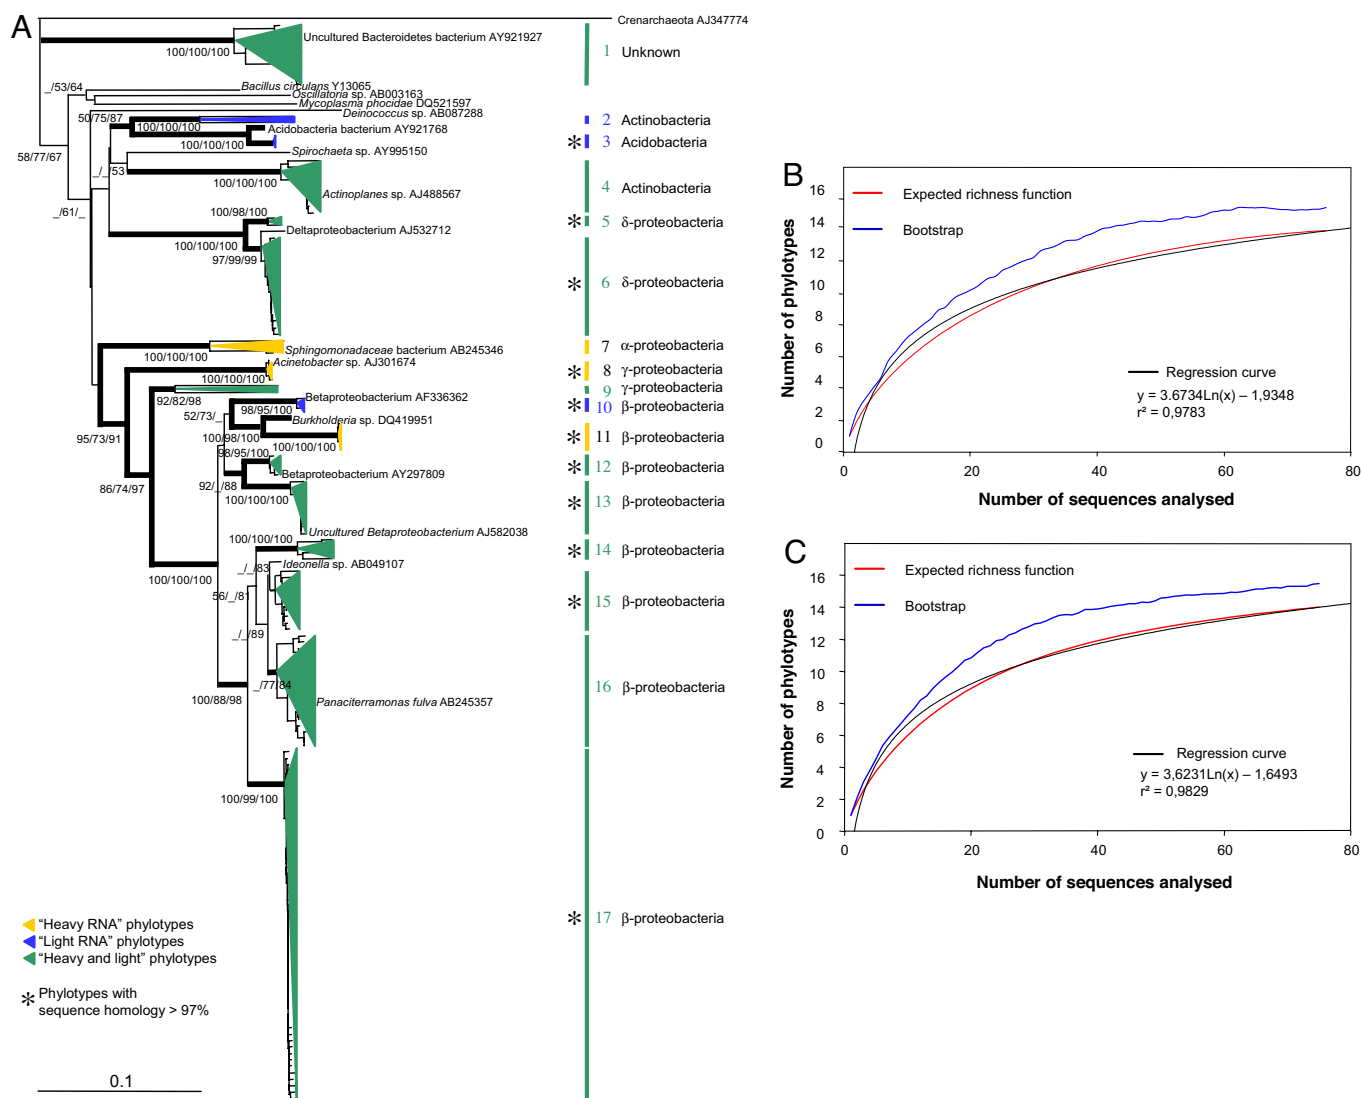 A
Crenarchaeota AJ347774
Uncultured Bacteroidetes bacterium AY921927
100/100/100
1 Unknown
_/53/64
Bacillus circulans Y13065
Oscillatoria sp. AB003163
Mycoplasma phocidae DQ521597
Deinococcus sp. AB087288
50/75/87
100/100/100
2 Actinobacteria
Acidobacteria bacterium AY921768
100/100/100
* 3 Acidobacteria
58/77/67
Spirochaeta sp. AY995150
_/_/53
100/100/100
4 Actinobacteria
Actinoplanes sp. AJ488567
_/61/_
100/98/100
* 5 δ-proteobacteria
Deltaproteobacterium AJ532712
100/100/100
97/99/99
* 6 δ-proteobacteria
7 α-proteobacteria
100/100/100
Sphingomonadaceae bacterium AB245346
Acinetobacter sp. AJ301674
100/100/100
* 8 γ-proteobacteria
9 γ-proteobacteria
92/82/98
Betaproteobacterium AF336362
98/95/100
* 10 β-proteobacteria
52/73/_
Burkholderia sp. DQ419951
95/73/91
100/98/100
100/100/100
* 11 β-proteobacteria
98/95/100
* 12 β-proteobacteria
Betaproteobacterium AY297809
86/74/97
92/_/88
100/100/100
* 13 β-proteobacteria
Uncultured Betaproteobacterium AJ582038
100/100/100
* 14 β-proteobacteria
Ideonella sp. AB049107
_/_/83
100/100/100
56/_/81
* 15 β-proteobacteria
_/_/89
_/77/84
16 β-proteobacteria
100/88/98
Panaciterramonas fulva AB245357
100/99/100
* 17 β-proteobacteria
"Heavy RNA" phylotypes
"Light RNA" phylotypes
"Heavy and light" phylotypes
* Phylotypes with
sequence homology > 97%
0.1
B
Number of phylotypes
16
14
12
10
8
6
4
2
0
Expected richness function
Bootstrap
Regression curve
y = 3.6734Ln(x) – 1,9348
r² = 0,9783
0 20 40 60 80
Number of sequences analysed
C
Number of phylotypes
16
14
12
10
8
6
4
2
0
Expected richness function
Bootstrap
Regression curve
y = 3,6231Ln(x) – 1,6493
r² = 0,9829
0 20 40 60 80
Number of sequences analysed